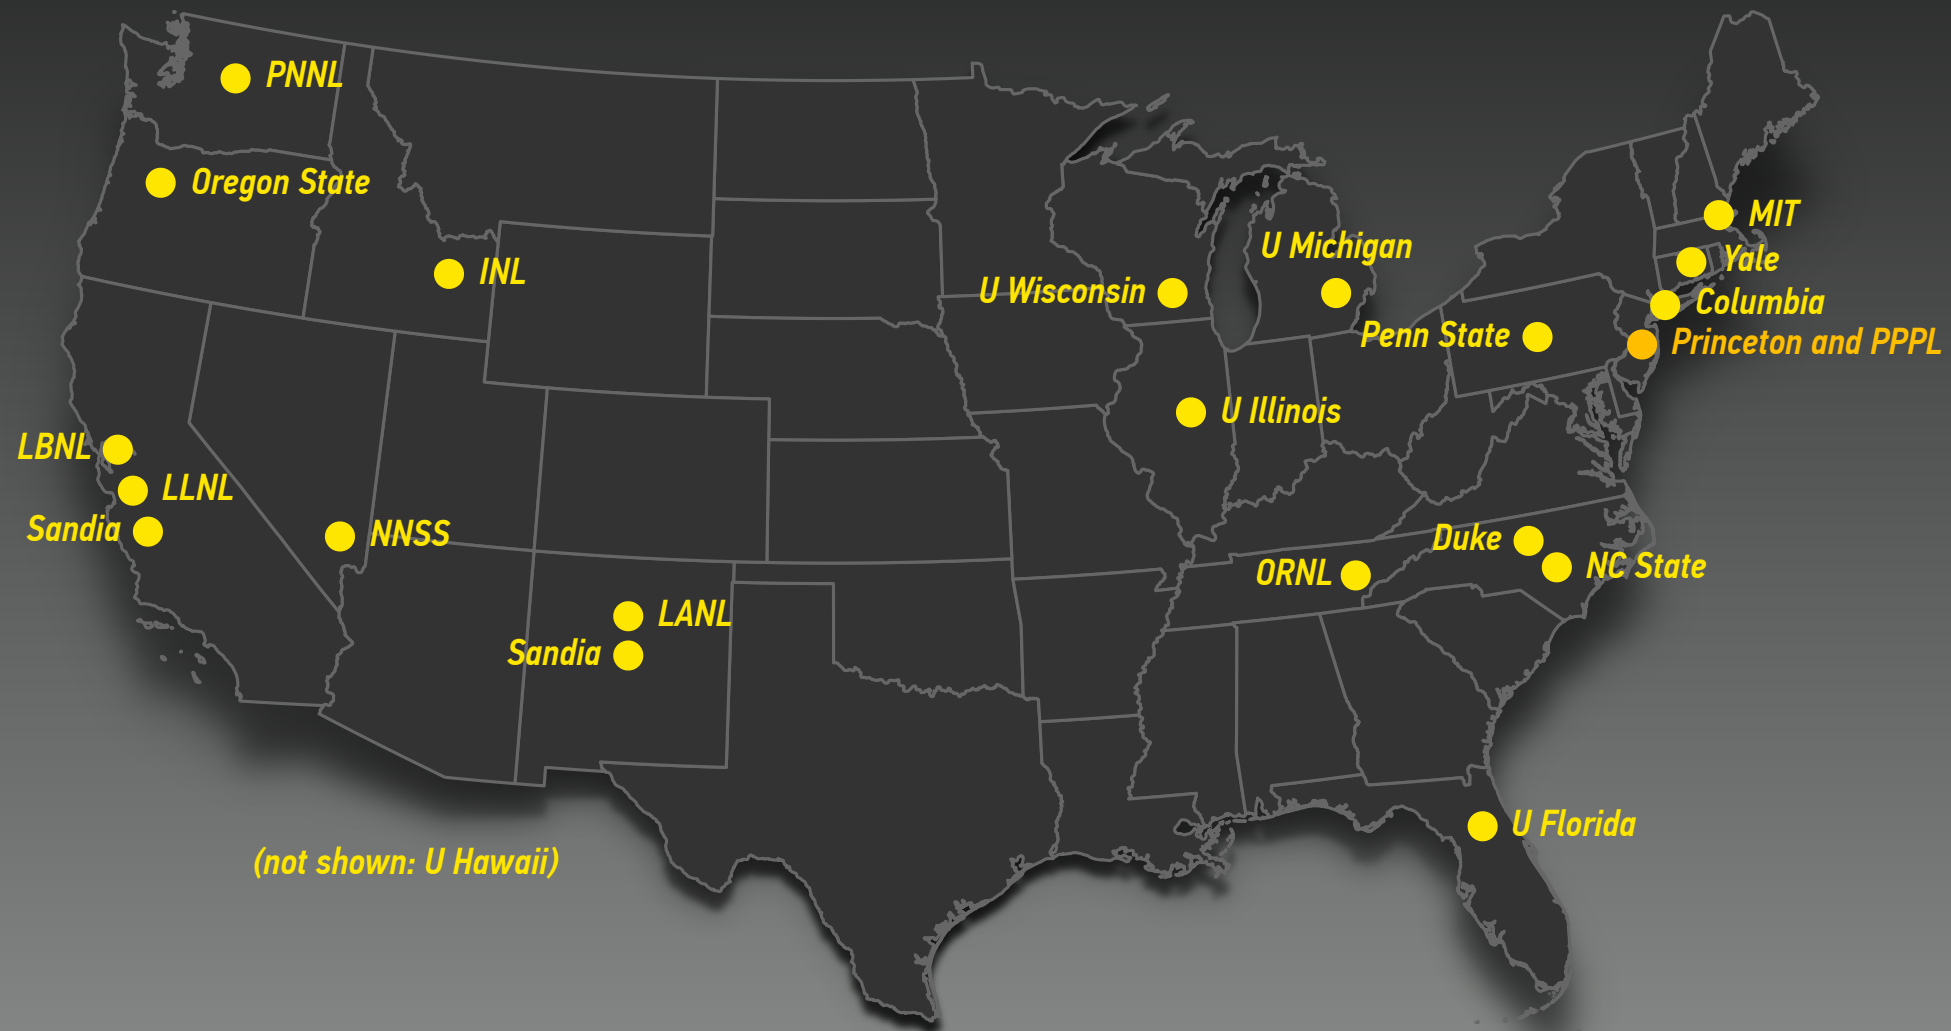 PNNL
Oregon State
MIT
U Michigan
Yale
INL
U Wisconsin
Columbia
Penn State
Princeton and PPPL
U Illinois
LBNL
LLNL
Sandia
NNSS
Duke
NC State
ORNL
LANL
Sandia
U Florida
(not shown: U Hawaii)